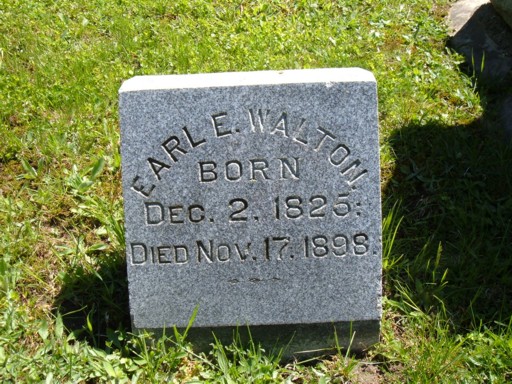 EARL E. WALTON.
BORN
DEC. 2. 1825:
DIED NOV. 17. 1898.